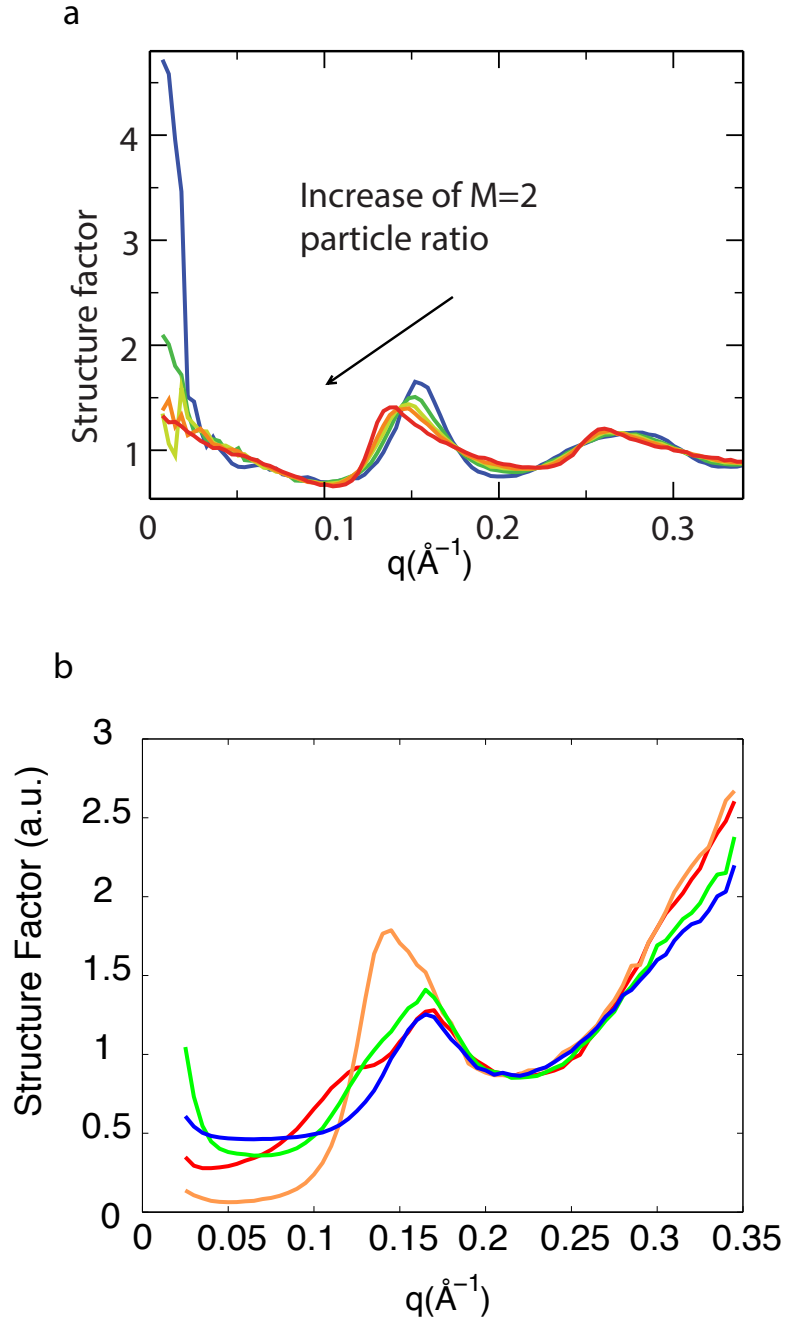 a
Structure factor
4
3
2
1
Increase of M=2
particle ratio
0
0.1
0.2
0.3
q(Å⁻¹)
b
Structure Factor (a.u.)
3
2.5
2
1.5
1
0.5
0
0
0.05
0.1
0.15
0.2
0.25
0.3
0.35
q(Å⁻¹)